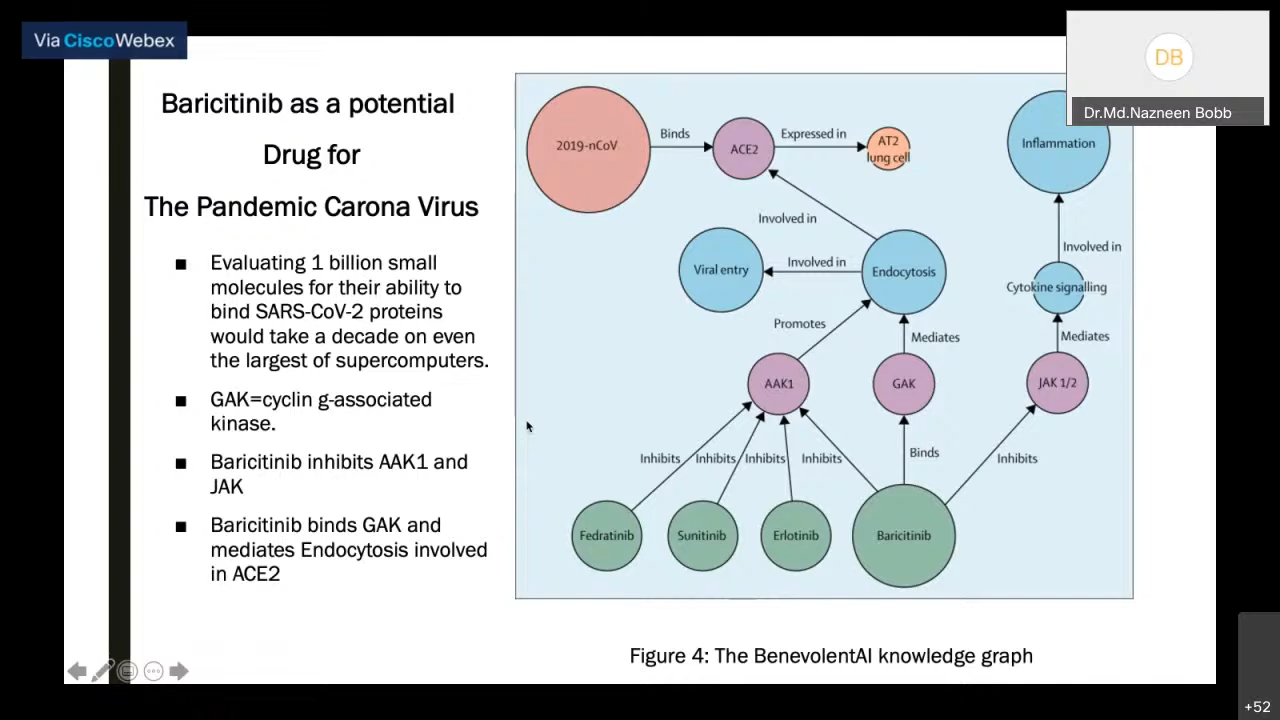 Via CiscoWebex
DB
Dr.Md.Nazneen Bobb
Baricitinib as a potential
Drug for
The Pandemic Carona Virus
■ Evaluating 1 billion small
molecules for their ability to
bind SARS-CoV-2 proteins
would take a decade on even
the largest of supercomputers.
■ GAK=cyclin g-associated
kinase.
■ Baricitinib inhibits AAK1 and
JAK
■ Baricitinib binds GAK and
mediates Endocytosis involved
in ACE2
2019-nCoV
Binds
ACE2
Expressed in
AT2
lung cell
Inflammation
Involved in
Involved in
Viral entry
Involved in
Endocytosis
Cytokine signalling
Promotes
Mediates
Mediates
AAK1
GAK
JAK 1/2
Inhibits
Inhibits
Inhibits
Inhibits
Binds
Inhibits
Fedratinib
Sunitinib
Erlotinib
Baricitinib
Figure 4: The BenevolentAI knowledge graph
+52